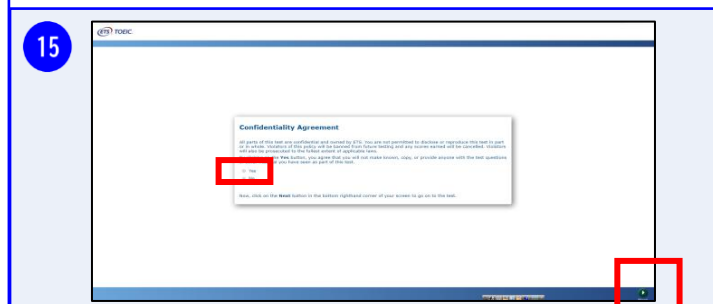 15
ETS TOEIC
Confidentiality Agreement
All parts of this test are confidential and owned by ETS. You are not permitted to disclose or reproduce this test in part
or in whole. Violators of this policy will be banned from future testing and any scores earned will be cancelled. Violators
will also be prosecuted to the fullest extent of applicable laws.
the Yes button, you agree that you will not make known, copy, or provide anyone with the test questions
you have seen as part of this test.
Yes
No
Now, click on the Next button in the bottom righthand corner of your screen to go on to the test.